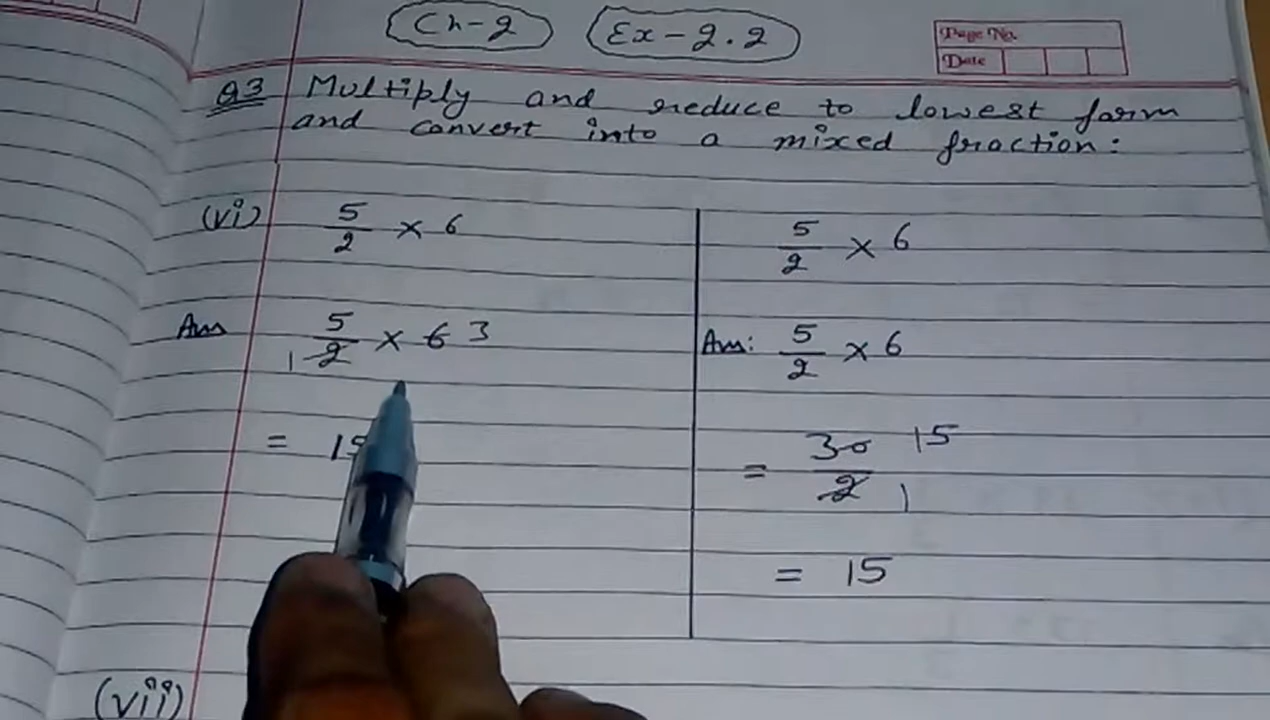 Ch-2 Ex-2.2
Page No.
Date
Q3 Multiply and reduce to lowest form
and convert into a mixed fraction:
(vi) 5/2 × 6
Ans 5/2 × 6 3
1
= 15
5/2 × 6
Ans: 5/2 × 6
= 30/2 15
1
= 15
(vii)